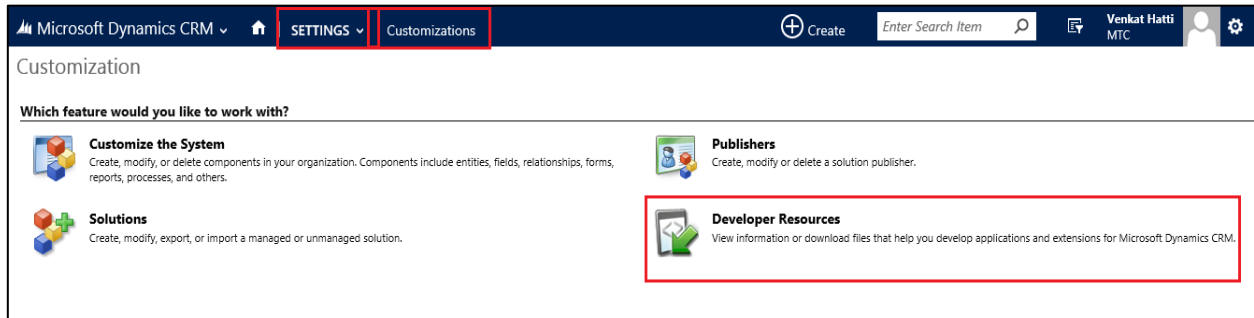 Microsoft Dynamics CRM
SETTINGS
Customizations
Create
Enter Search Item
Venkat Hatti
MTC
Customization
Which feature would you like to work with?
Customize the System
Create, modify, or delete components in your organization. Components include entities, fields, relationships, forms,
reports, processes, and others.
Publishers
Create, modify or delete a solution publisher.
Solutions
Create, modify, export, or import a managed or unmanaged solution.
Developer Resources
View information or download files that help you develop applications and extensions for Microsoft Dynamics CRM.